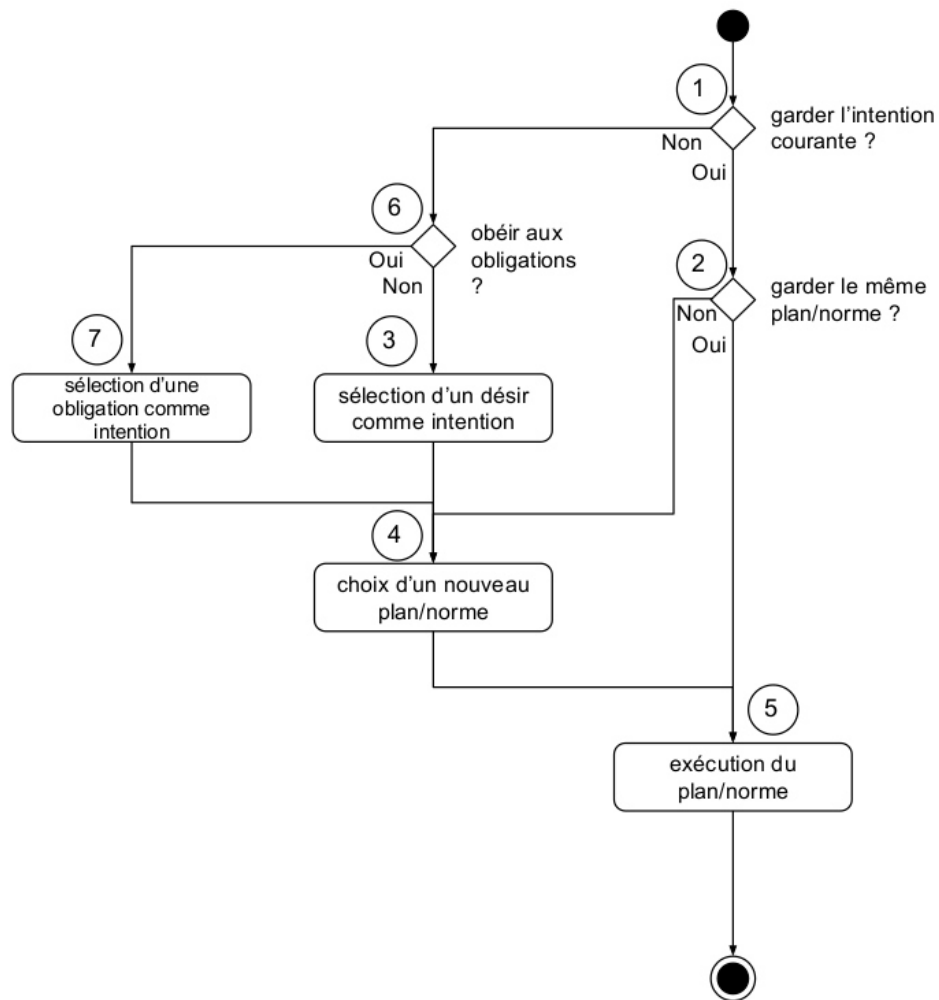 1
garder l'intention
courante ?
Non
Oui
6
obéir aux
obligations
?
Oui
Non
2
garder le même
plan/norme ?
Non
Oui
7
sélection d'une
obligation comme
intention
3
sélection d'un désir
comme intention
4
choix d'un nouveau
plan/norme
5
exécution du
plan/norme